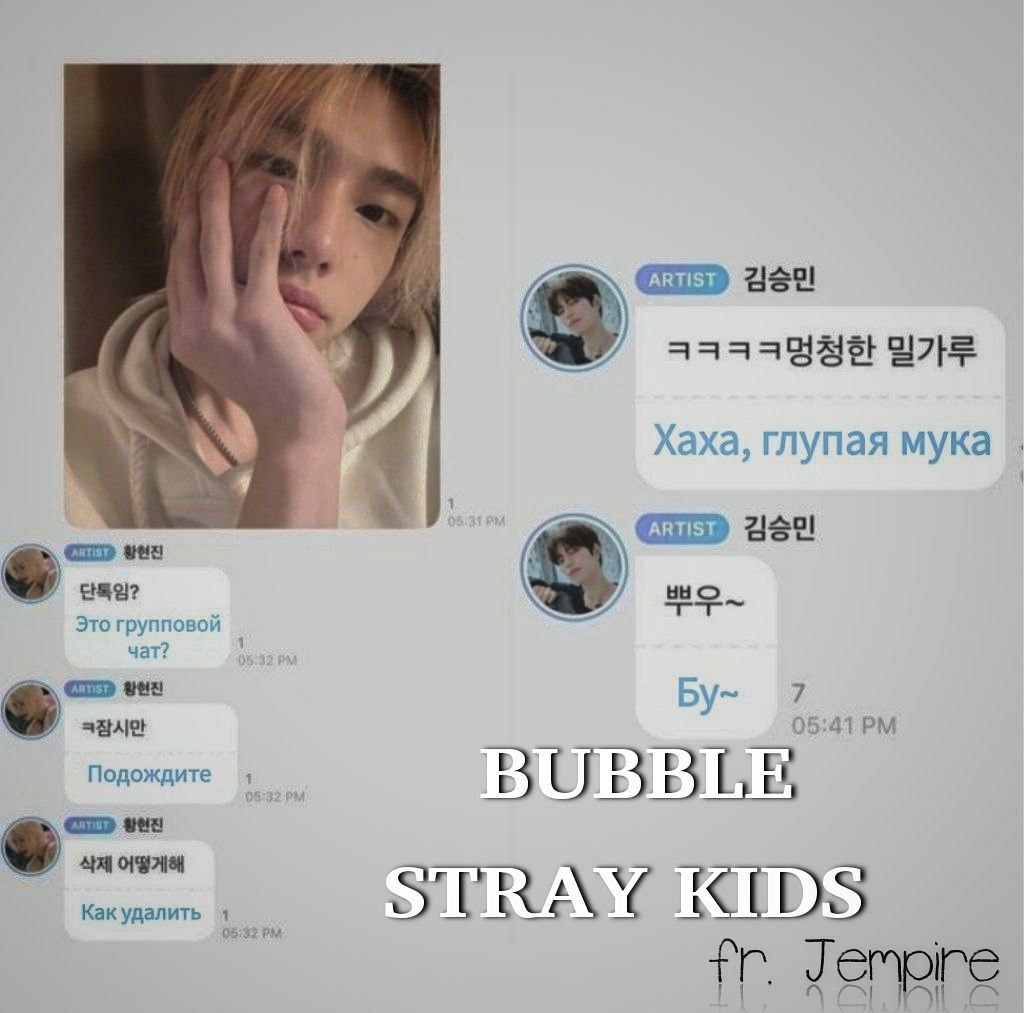 1
05:31 PM
ARTIST 황현진
단톡임?
Это групповой
чат?
1
05:32 PM
ARTIST 황현진
ㅋ잠시만
Подождите
1
05:32 PM
ARTIST 황현진
삭제 어떻게해
Как удалить
1
05:32 PM
ARTIST 김승민
ㅋㅋㅋㅋ멍청한 밀가루
Хаха, глупая мука
ARTIST 김승민
뿌우~
Бу~
7
05:41 PM
BUBBLE
STRAY KIDS
fr. Jempire